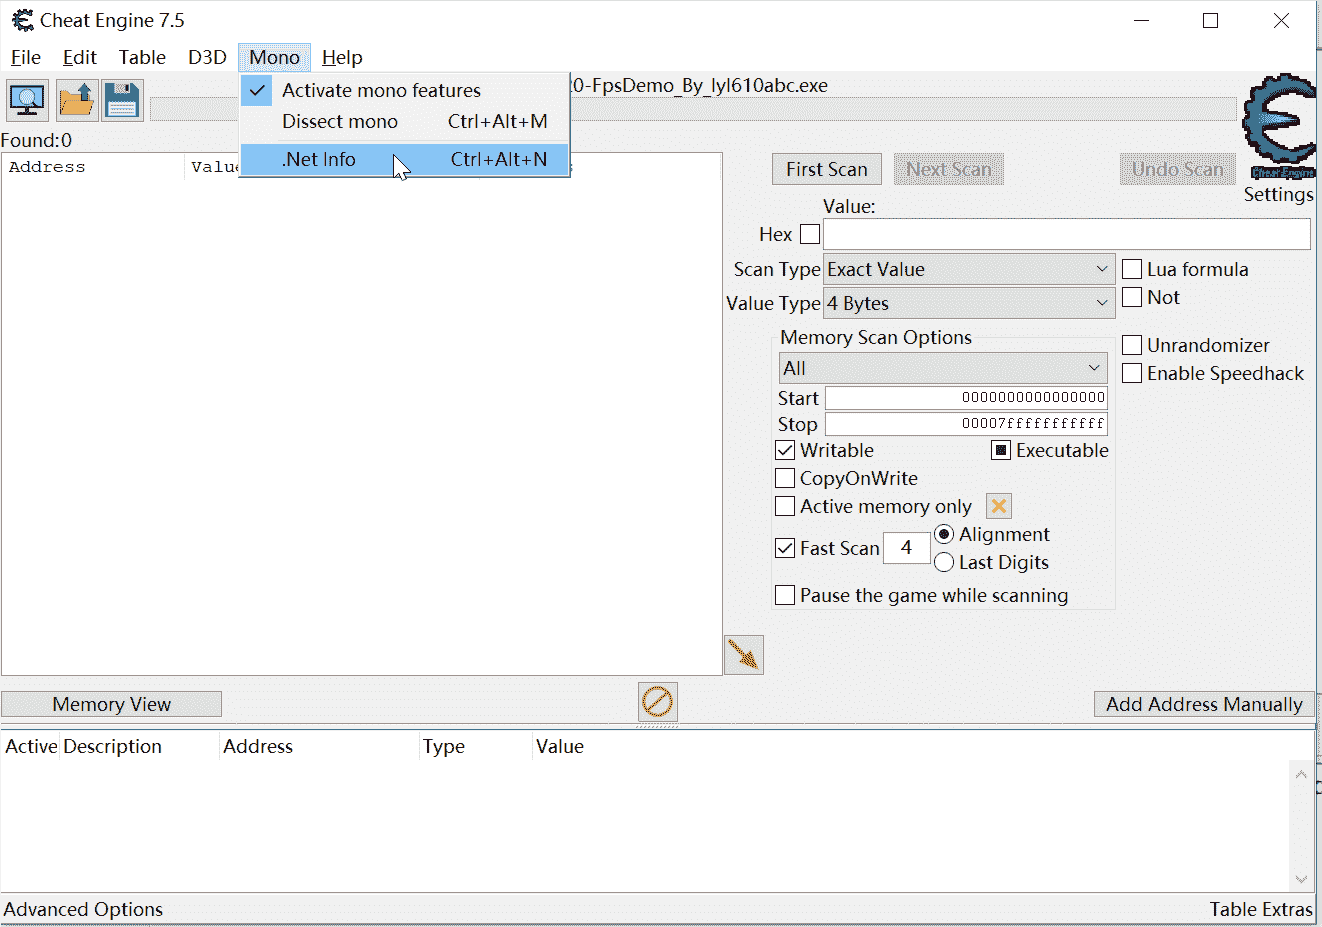 Cheat Engine 7.5
File Edit Table D3D Mono Help
Activate mono features
Dissect mono Ctrl+Alt+M
.Net Info Ctrl+Alt+N
0-FpsDemo_By_lyl610abc.exe
Found:0
Address Value
First Scan Next Scan Undo Scan
Cheat Engine
Settings
Value:
Hex
Scan Type Exact Value
Lua formula
Value Type 4 Bytes
Not
Memory Scan Options
All
Unrandomizer
Enable Speedhack
Start 0000000000000000
Stop 00007fffffffffff
Writable Executable
CopyOnWrite
Active memory only
Fast Scan 4 Alignment
Last Digits
Pause the game while scanning
Memory View
Add Address Manually
Active Description Address Type Value
Advanced Options Table Extras